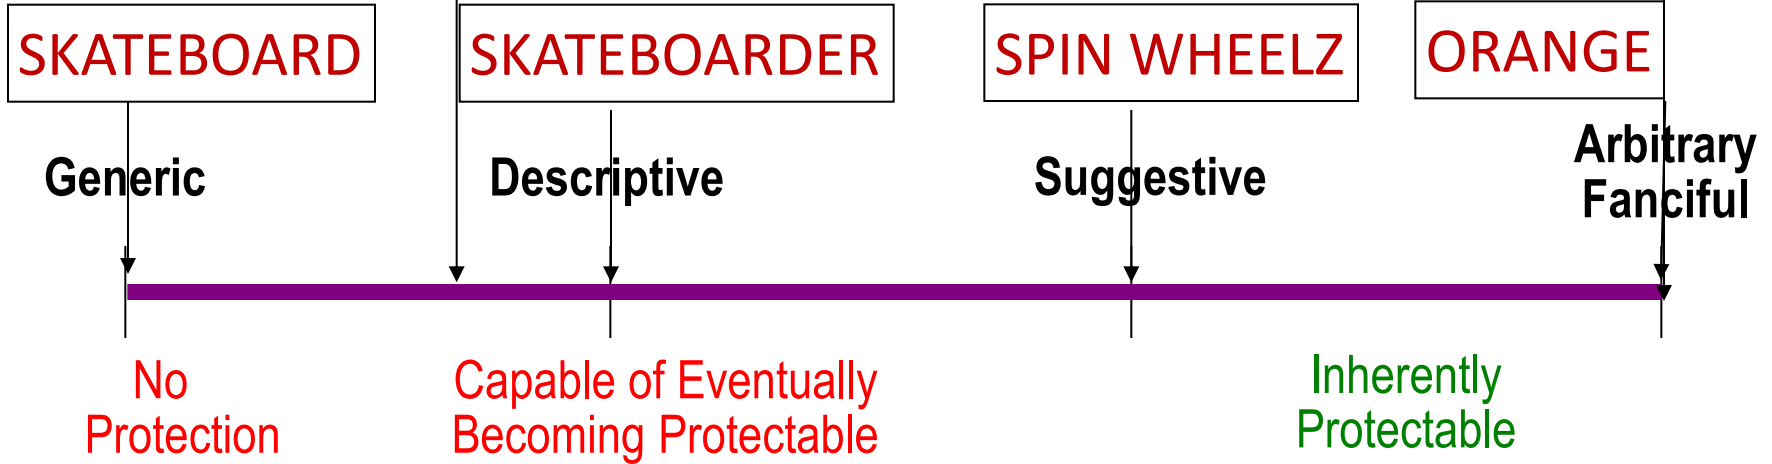 SKATEBOARD
SKATEBOARDER
SPIN WHEELZ
ORANGE
Generic
Descriptive
Suggestive
Arbitrary
Fanciful
No
Protection
Capable of Eventually
Becoming Protectable
Inherently
Protectable